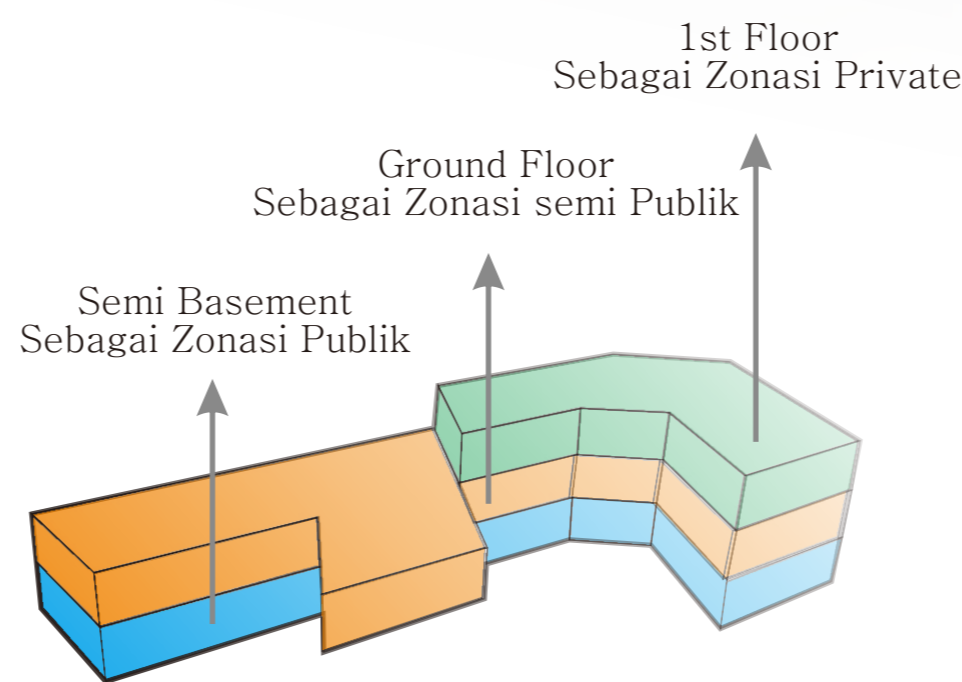 1st Floor
Sebagai Zonasi Private
Ground Floor
Sebagai Zonasi semi Publik
Semi Basement
Sebagai Zonasi Publik